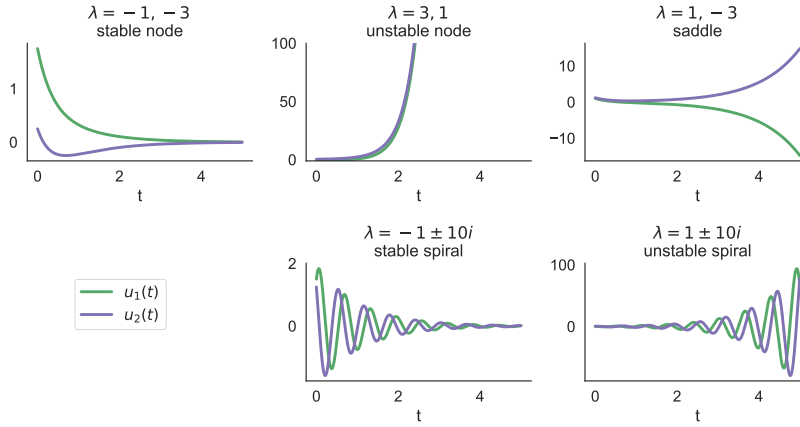 λ = −1, −3
stable node
1
0
0
2
4
t
λ = 3, 1
unstable node
100
50
0
0
2
4
t
λ = 1, −3
saddle
10
0
−10
0
2
4
t
u₁(t)
u₂(t)
λ = −1 ± 10i
stable spiral
2
0
0
2
4
t
λ = 1 ± 10i
unstable spiral
100
0
0
2
4
t